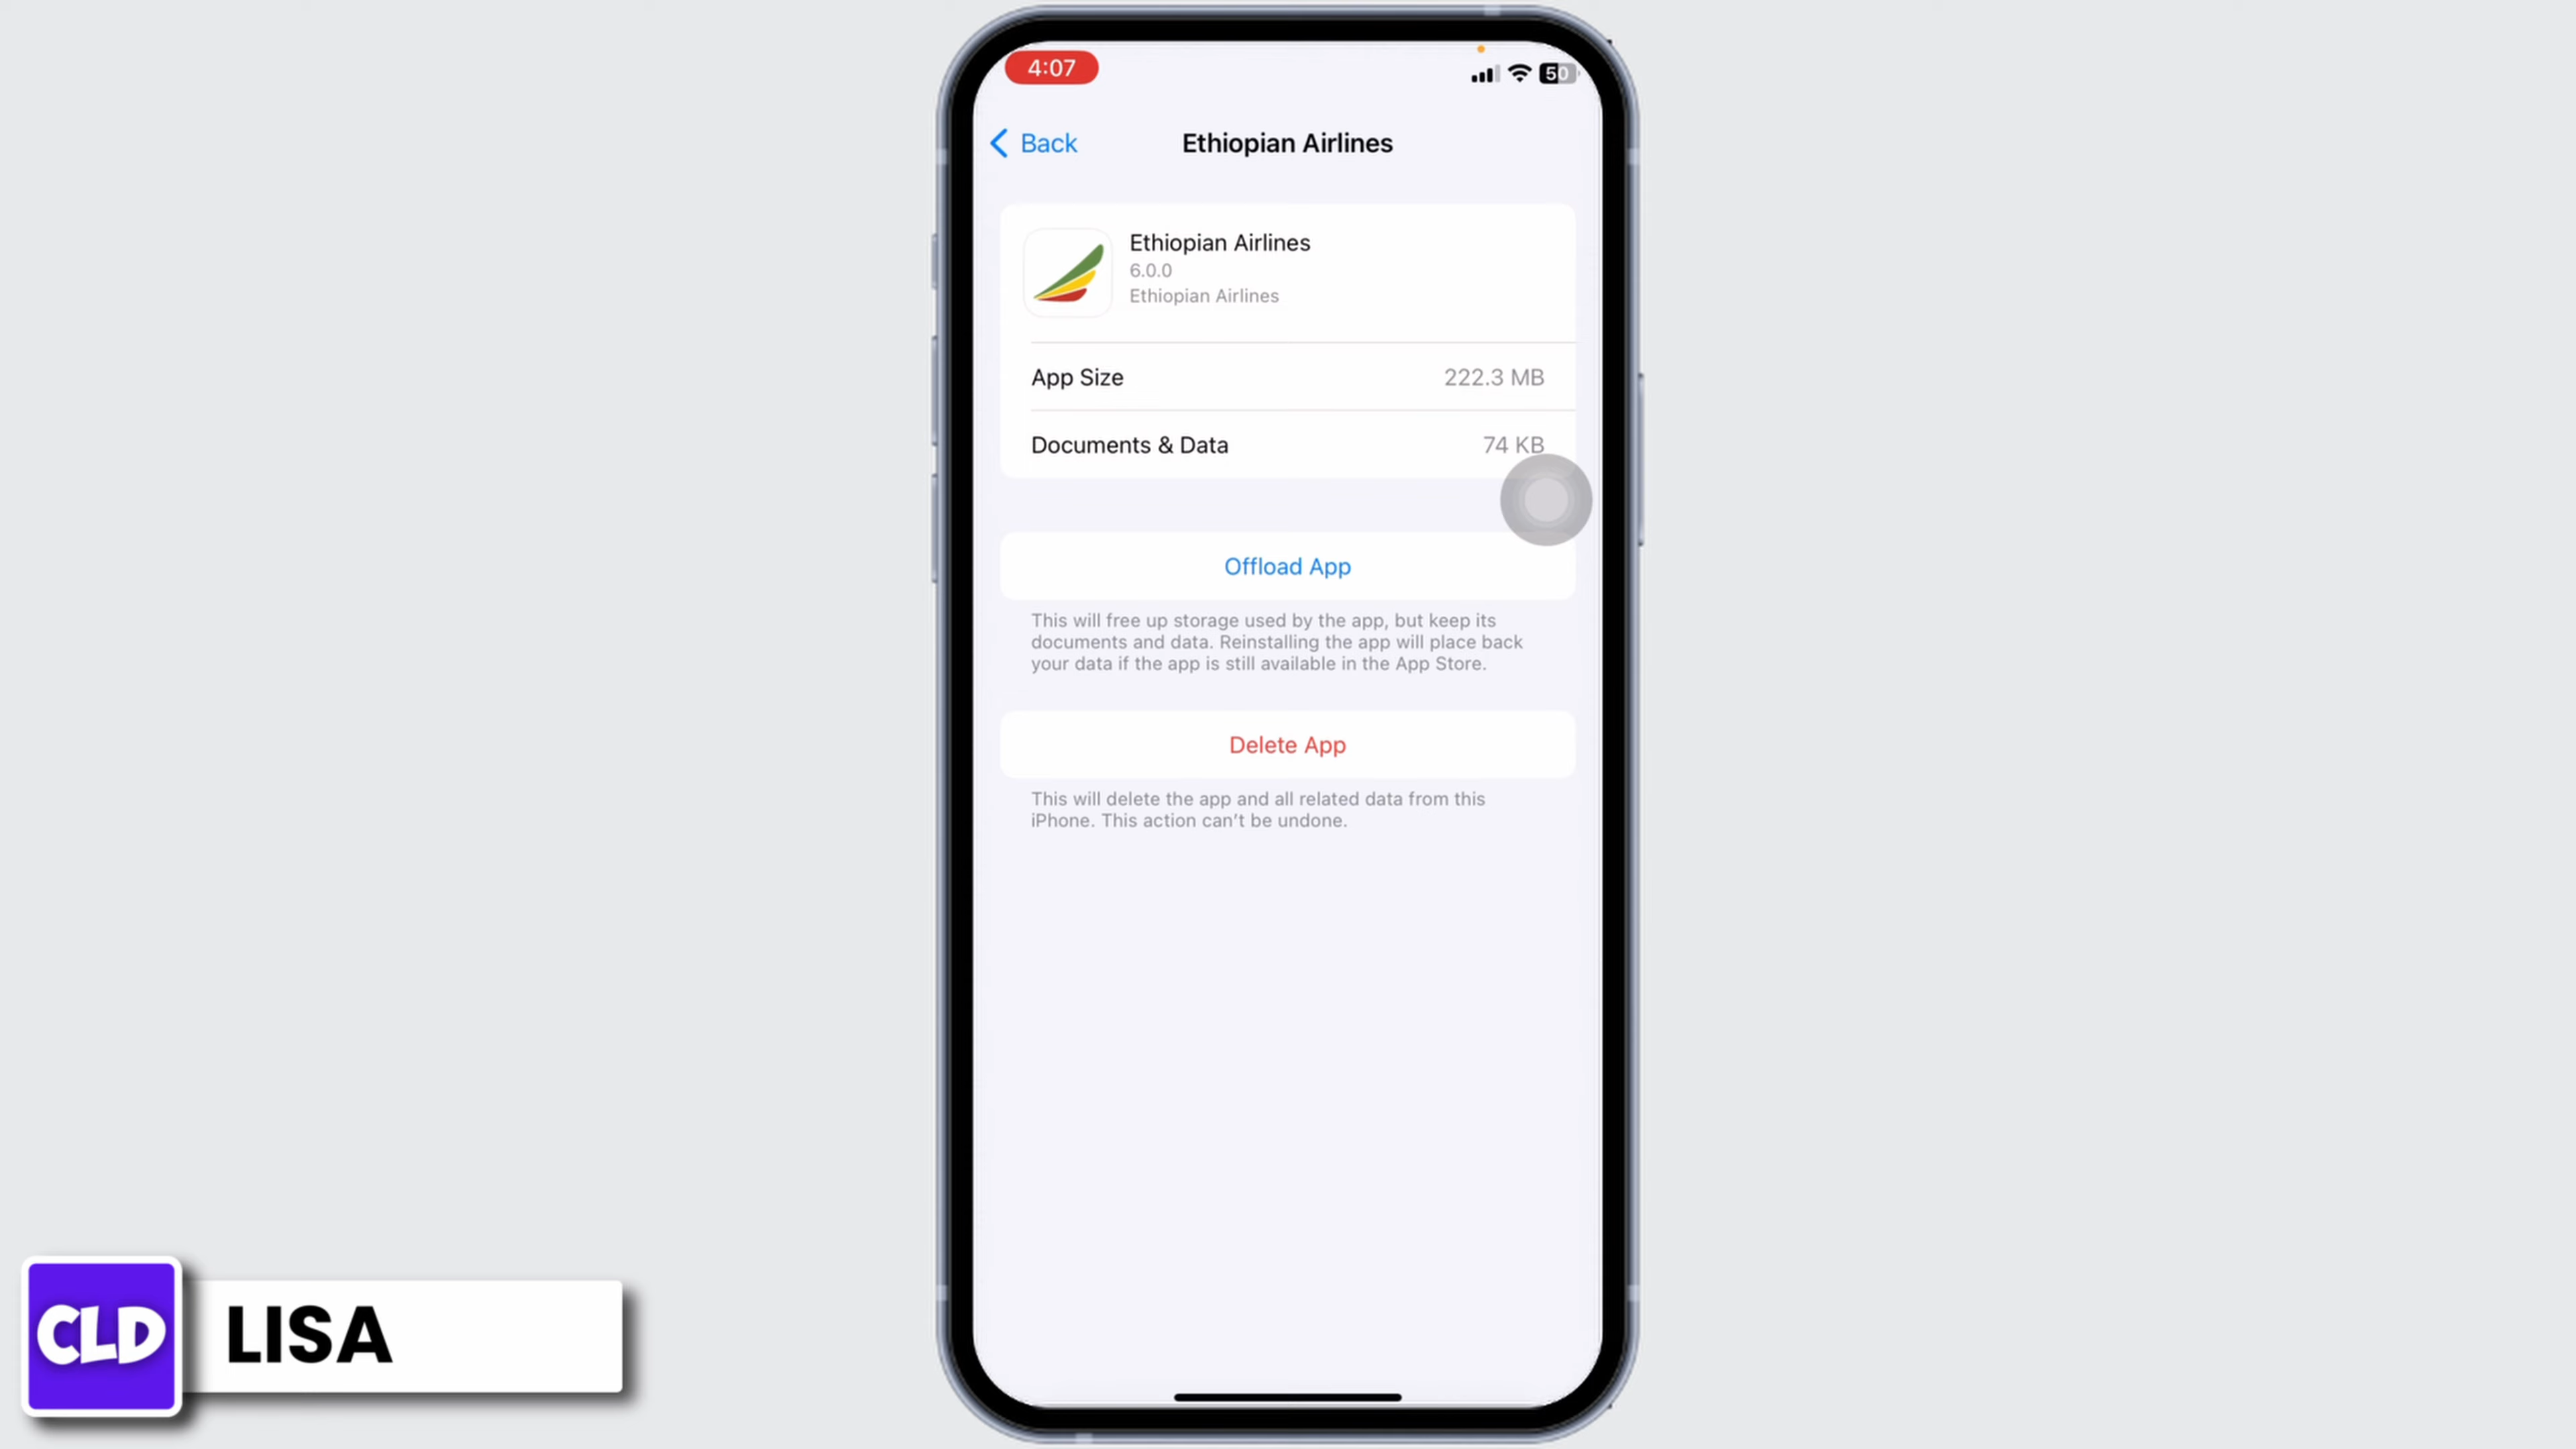 4:07
50
Back
Ethiopian Airlines
Ethiopian Airlines
6.0.0
Ethiopian Airlines
App Size
222.3 MB
Documents & Data
74 KB
Offload App
This will free up storage used by the app, but keep its
documents and data. Reinstalling the app will place back
your data if the app is still available in the App Store.
Delete App
This will delete the app and all related data from this
iPhone. This action can't be undone.
CLD
LISA